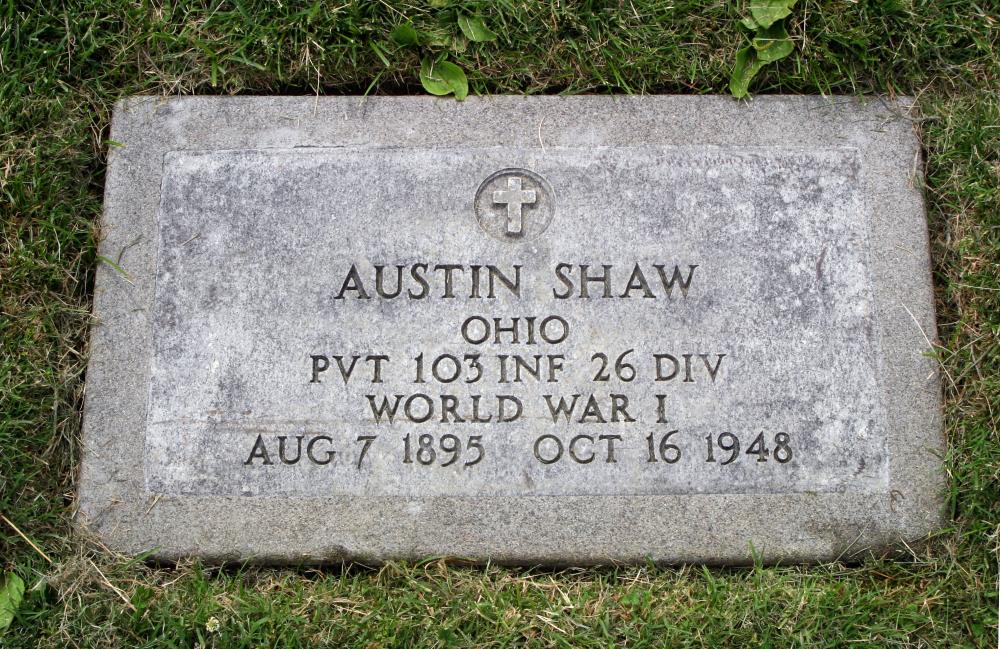 AUSTIN SHAW
OHIO
PVT 103 INF 26 DIV
WORLD WAR I
AUG 7 1895 OCT 16 1948